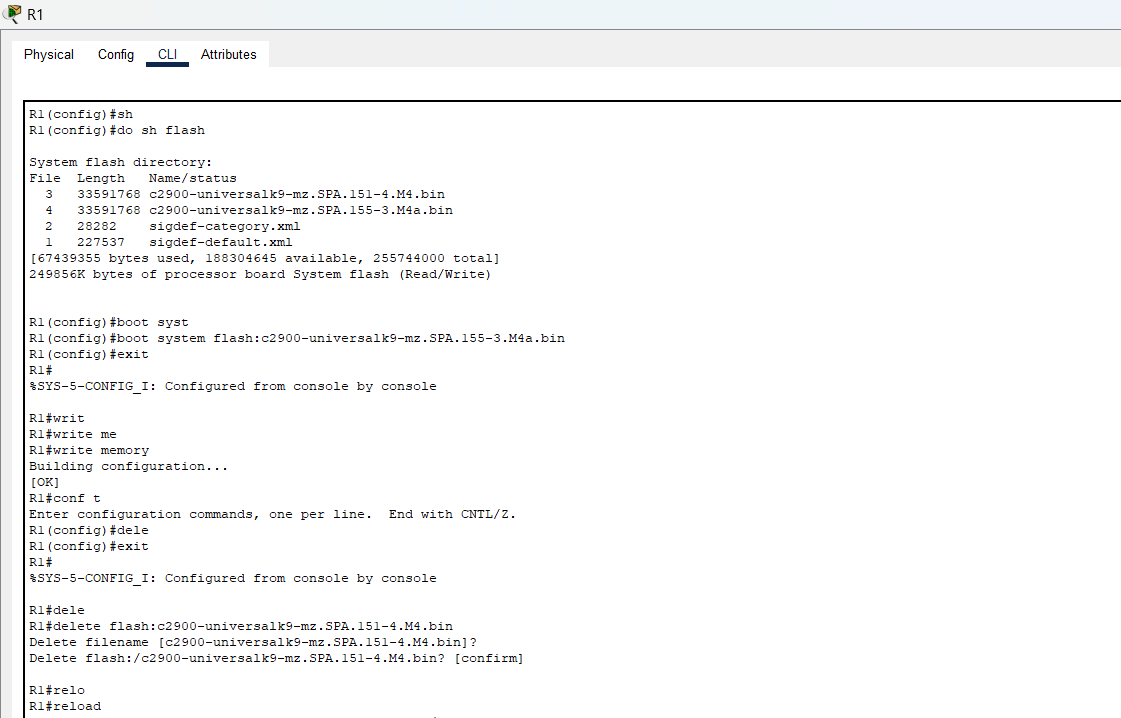 R1
Physical Config CLI Attributes
R1(config)#sh
R1(config)#do sh flash
System flash directory:
File  Length   Name/status
  3   33591768 c2900-universalk9-mz.SPA.151-4.M4.bin
  4   33591768 c2900-universalk9-mz.SPA.155-3.M4a.bin
  2   28282    sigdef-category.xml
  1   227537   sigdef-default.xml
[67439355 bytes used, 188304645 available, 255744000 total]
249856K bytes of processor board System flash (Read/Write)
R1(config)#boot syst
R1(config)#boot system flash:c2900-universalk9-mz.SPA.155-3.M4a.bin
R1(config)#exit
R1#
%SYS-5-CONFIG_I: Configured from console by console
R1#writ
R1#write me
R1#write memory
Building configuration...
[OK]
R1#conf t
Enter configuration commands, one per line.  End with CNTL/Z.
R1(config)#dele
R1(config)#exit
R1#
%SYS-5-CONFIG_I: Configured from console by console
R1#dele
R1#delete flash:c2900-universalk9-mz.SPA.151-4.M4.bin
Delete filename [c2900-universalk9-mz.SPA.151-4.M4.bin]?
Delete flash:/c2900-universalk9-mz.SPA.151-4.M4.bin? [confirm]
R1#relo
R1#reload